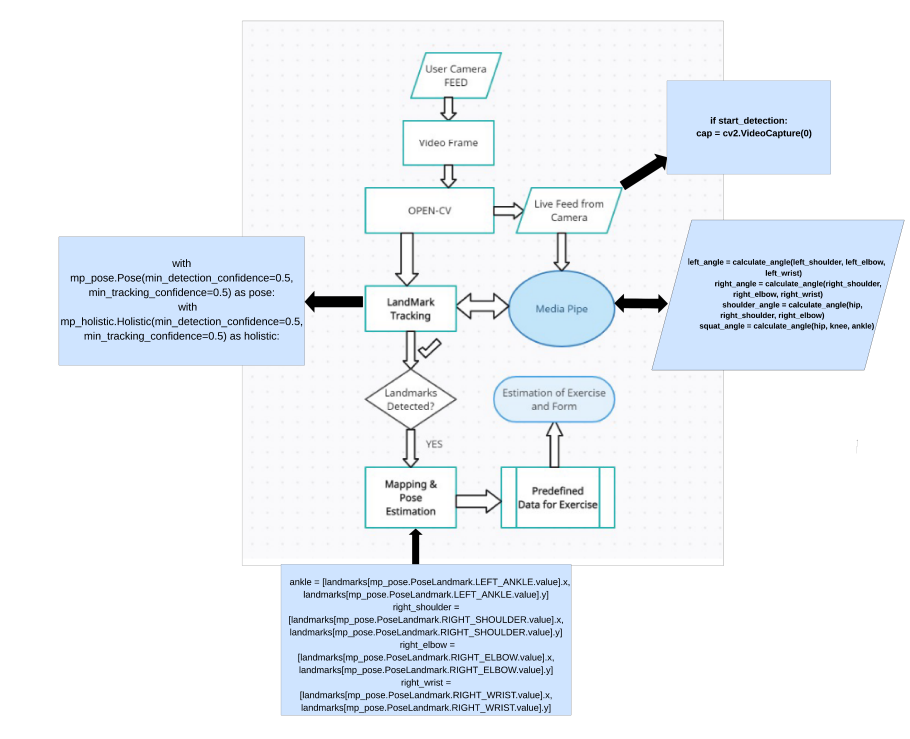 User Camera
FEED
if start_detection:
cap = cv2.VideoCapture(0)
Video Frame
OPEN-CV
Live Feed from
Camera
with
mp_pose.Pose(min_detection_confidence=0.5,
min_tracking_confidence=0.5) as pose:
with
mp_holistic.Holistic(min_detection_confidence=0.5,
min_tracking_confidence=0.5) as holistic:
LandMark
Tracking
Media Pipe
left_angle = calculate_angle(left_shoulder, left_elbow,
left_wrist)
right_angle = calculate_angle(right_shoulder,
right_elbow, right_wrist)
shoulder_angle = calculate_angle(hip,
right_shoulder, right_elbow)
squat_angle = calculate_angle(hip, knee, ankle)
Landmarks
Detected?
Estimation of Exercise
and Form
YES
Mapping &
Pose
Estimation
Predefined
Data for Exercise
ankle = [landmarks[mp_pose.PoseLandmark.LEFT_ANKLE.value].x,
landmarks[mp_pose.PoseLandmark.LEFT_ANKLE.value].y]
right_shoulder =
[landmarks[mp_pose.PoseLandmark.RIGHT_SHOULDER.value].x,
landmarks[mp_pose.PoseLandmark.RIGHT_SHOULDER.value].y]
right_elbow =
[landmarks[mp_pose.PoseLandmark.RIGHT_ELBOW.value].x,
landmarks[mp_pose.PoseLandmark.RIGHT_ELBOW.value].y]
right_wrist =
[landmarks[mp_pose.PoseLandmark.RIGHT_WRIST.value].x,
landmarks[mp_pose.PoseLandmark.RIGHT_WRIST.value].y]